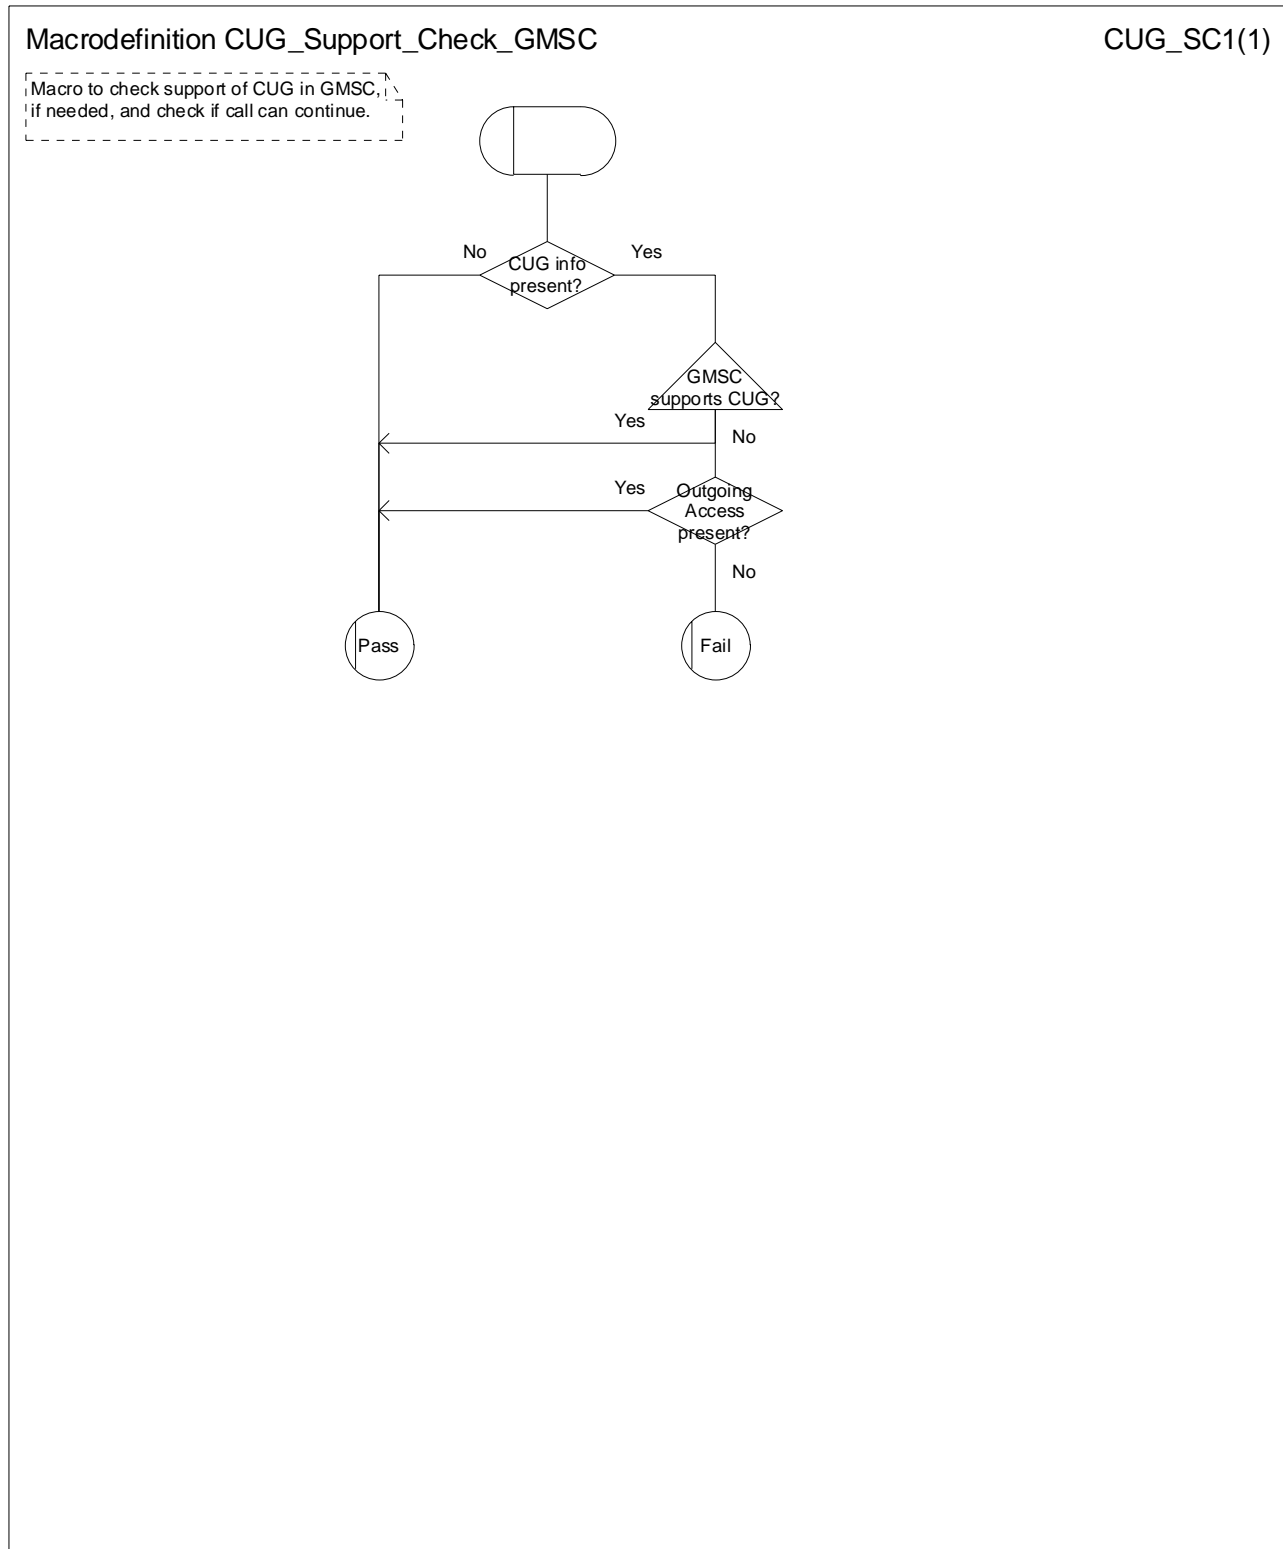 Macrodefinition CUG_Support_Check_GMSC
CUG_SC1(1)
Macro to check support of CUG in GMSC,
if needed, and check if call can continue.
No
Yes
CUG info
present?
GMSC
supports CUG?
Yes
No
Yes
Outgoing
Access
present?
No
Pass
Fail